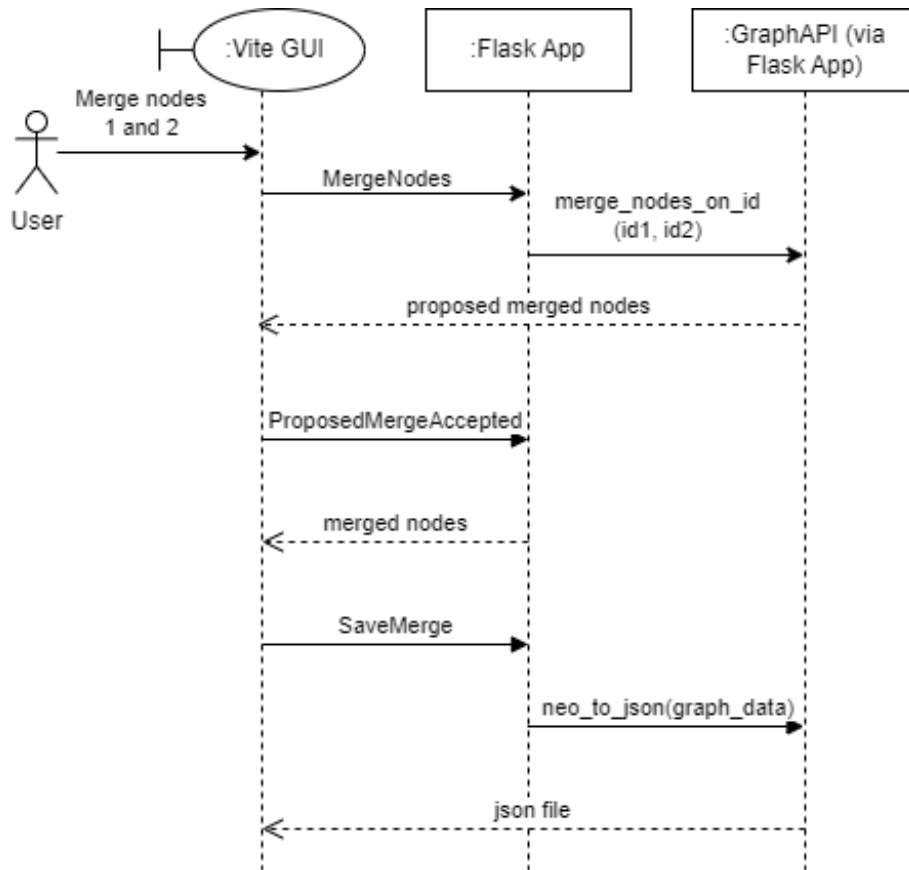 :Vite GUI
:Flask App
:GraphAPI (via
Flask App)
Merge nodes
1 and 2
User
MergeNodes
merge_nodes_on_id
(id1, id2)
proposed merged nodes
ProposedMergeAccepted
merged nodes
SaveMerge
neo_to_json(graph_data)
json file